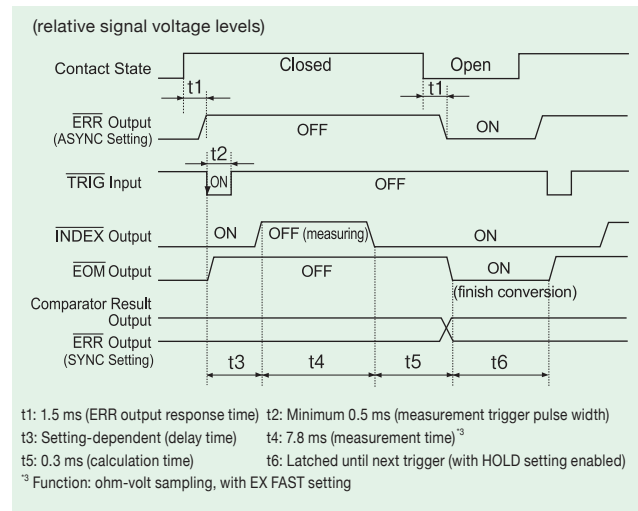 (relative signal voltage levels)
Contact State
Closed
Open
t1
t1
ERR Output
(ASYNC Setting)
OFF
ON
t2
TRIG Input
ON
OFF
INDEX Output
ON
OFF (measuring)
ON
EOM Output
OFF
ON
(finish conversion)
Comparator Result
Output
ERR Output
(SYNC Setting)
t3
t4
t5
t6
t1: 1.5 ms (ERR output response time) t2: Minimum 0.5 ms (measurement trigger pulse width)
t3: Setting-dependent (delay time) t4: 7.8 ms (measurement time)*3
t5: 0.3 ms (calculation time) t6: Latched until next trigger (with HOLD setting enabled)
*3 Function: ohm-volt sampling, with EX FAST setting